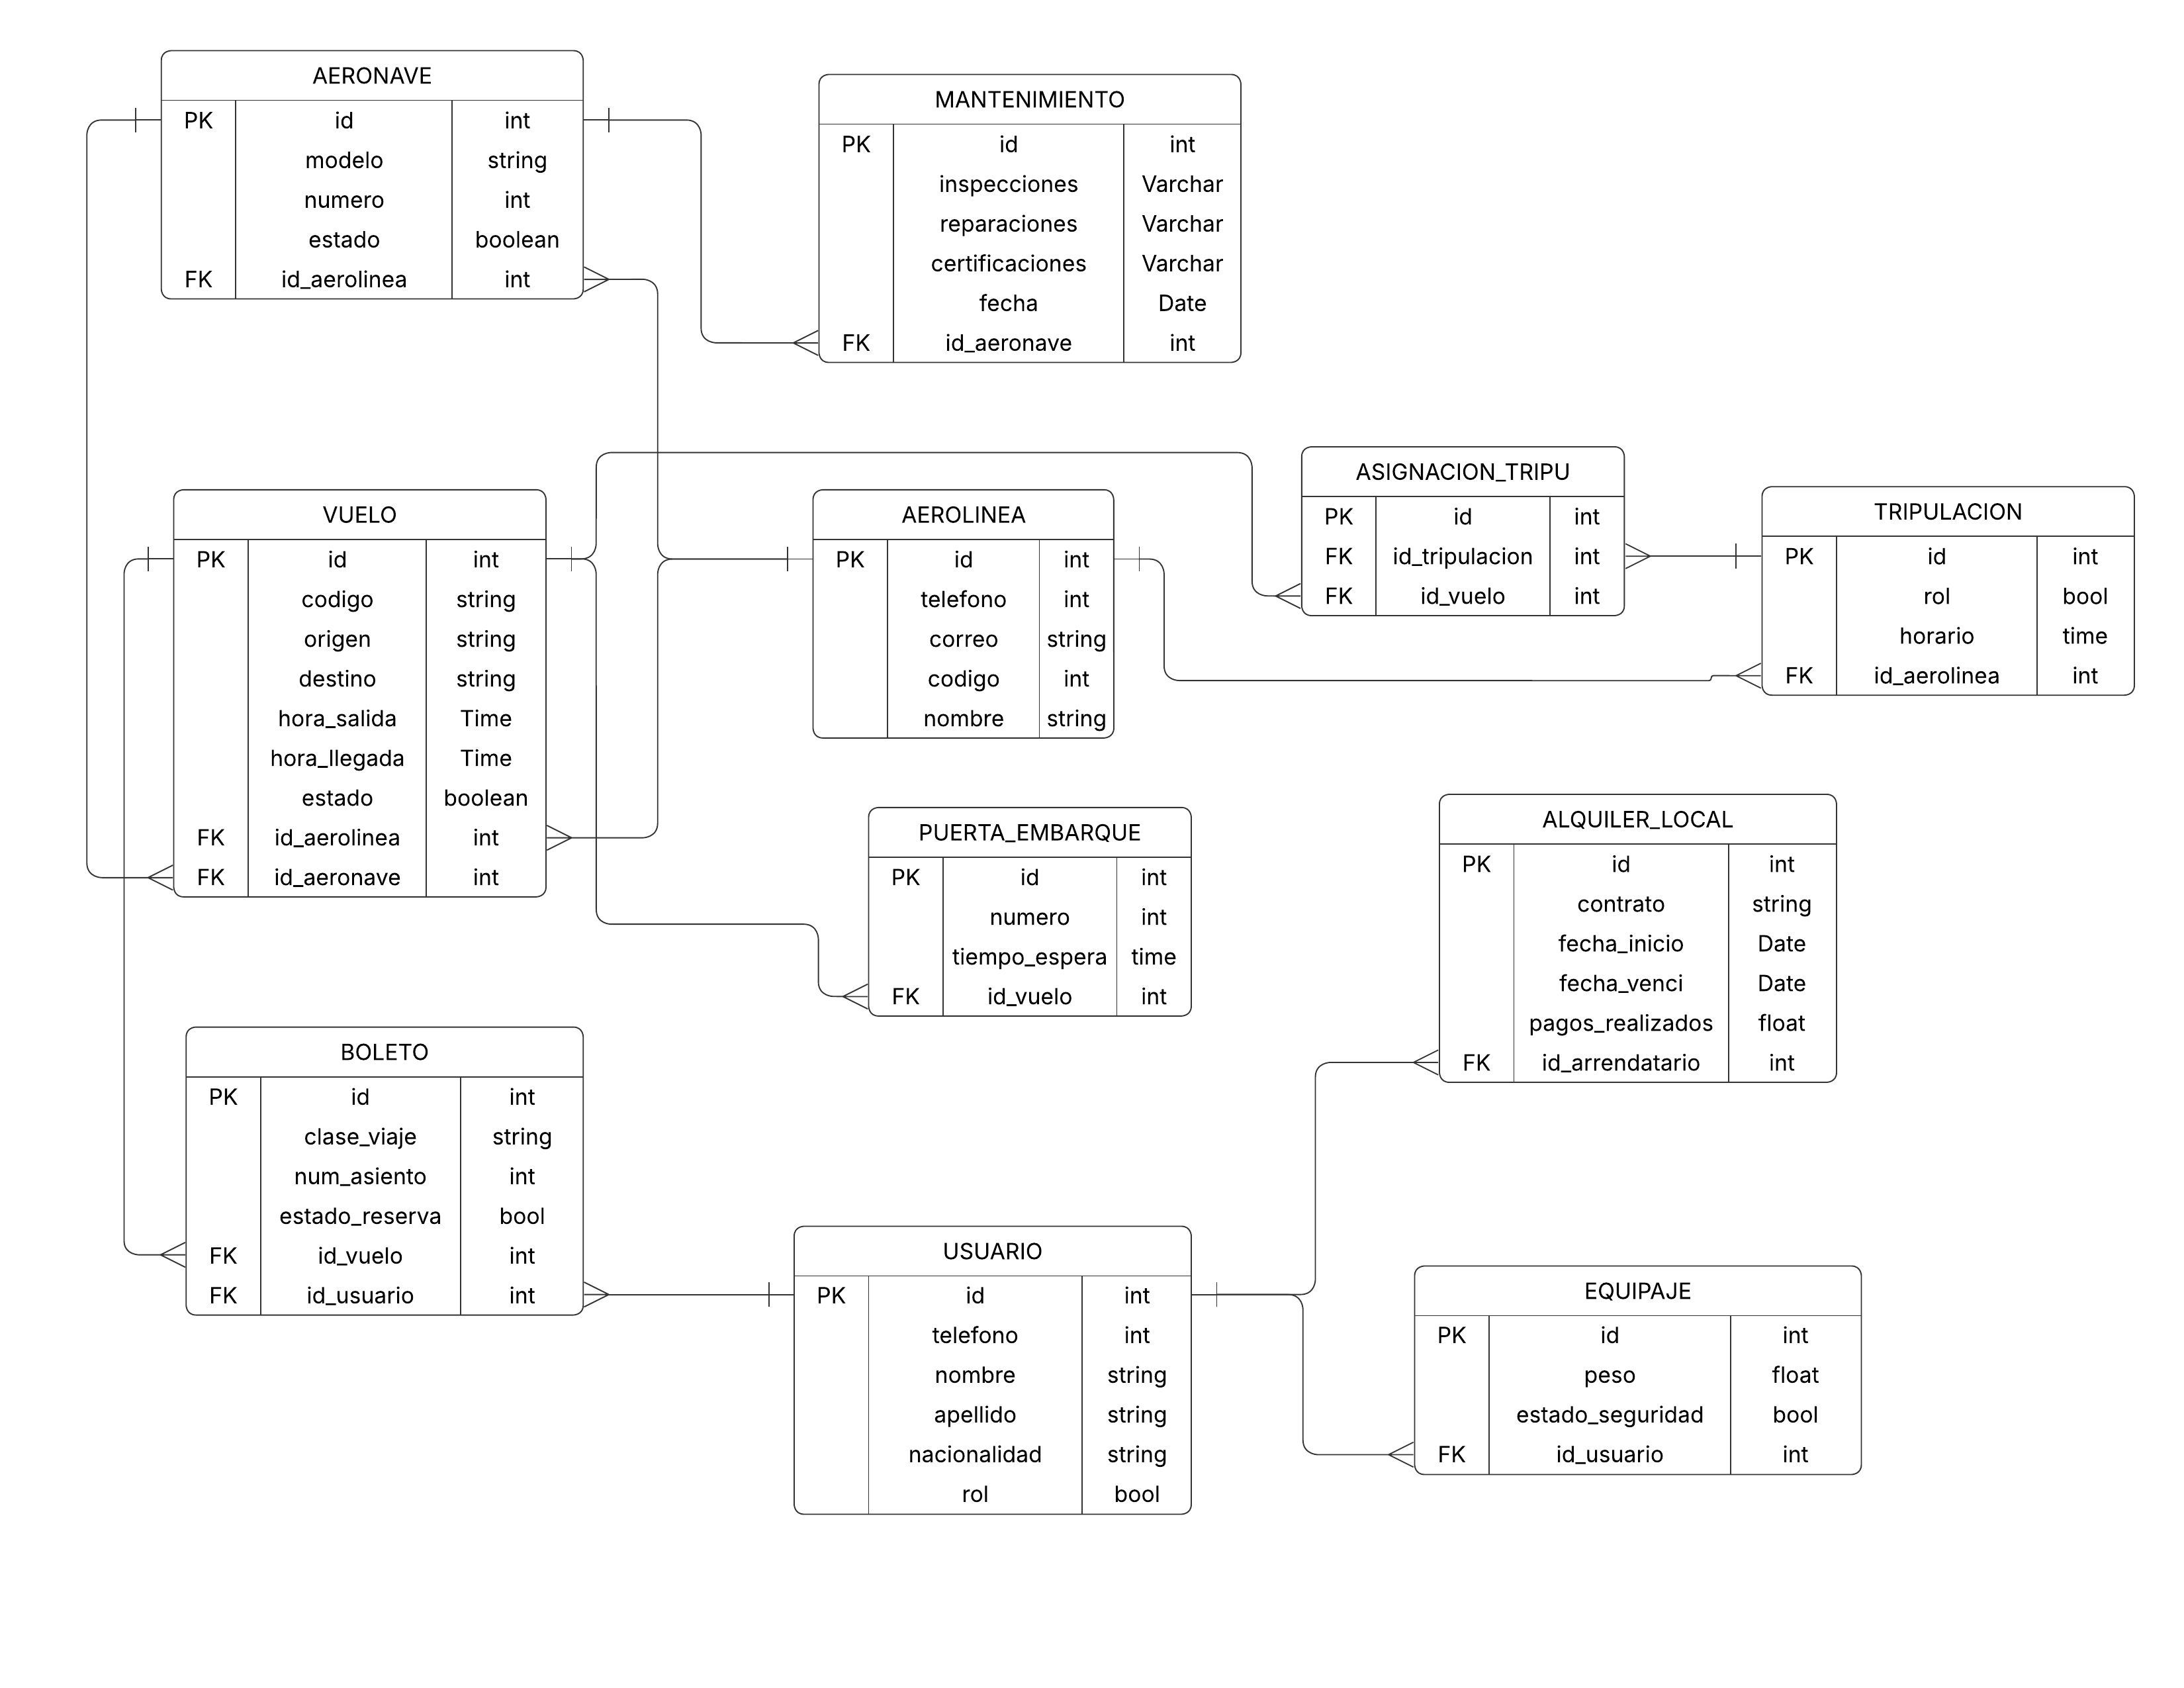 AERONAVE
PK id int
modelo string
numero int
estado boolean
FK id_aerolinea int
MANTENIMIENTO
PK id int
inspecciones Varchar
reparaciones Varchar
certificaciones Varchar
fecha Date
FK id_aeronave int
VUELO
PK id int
codigo string
origen string
destino string
hora_salida Time
hora_llegada Time
estado boolean
FK id_aerolinea int
FK id_aeronave int
AEROLINEA
PK id int
telefono int
correo string
codigo int
nombre string
ASIGNACION_TRIPU
PK id int
FK id_tripulacion int
FK id_vuelo int
TRIPULACION
PK id int
rol bool
horario time
FK id_aerolinea int
PUERTA_EMBARQUE
PK id int
numero int
tiempo_espera time
FK id_vuelo int
ALQUILER_LOCAL
PK id int
contrato string
fecha_inicio Date
fecha_venci Date
pagos_realizados float
FK id_arrendatario int
BOLETO
PK id int
clase_viaje string
num_asiento int
estado_reserva bool
FK id_vuelo int
FK id_usuario int
USUARIO
PK id int
telefono int
nombre string
apellido string
nacionalidad string
rol bool
EQUIPAJE
PK id int
peso float
estado_seguridad bool
FK id_usuario int